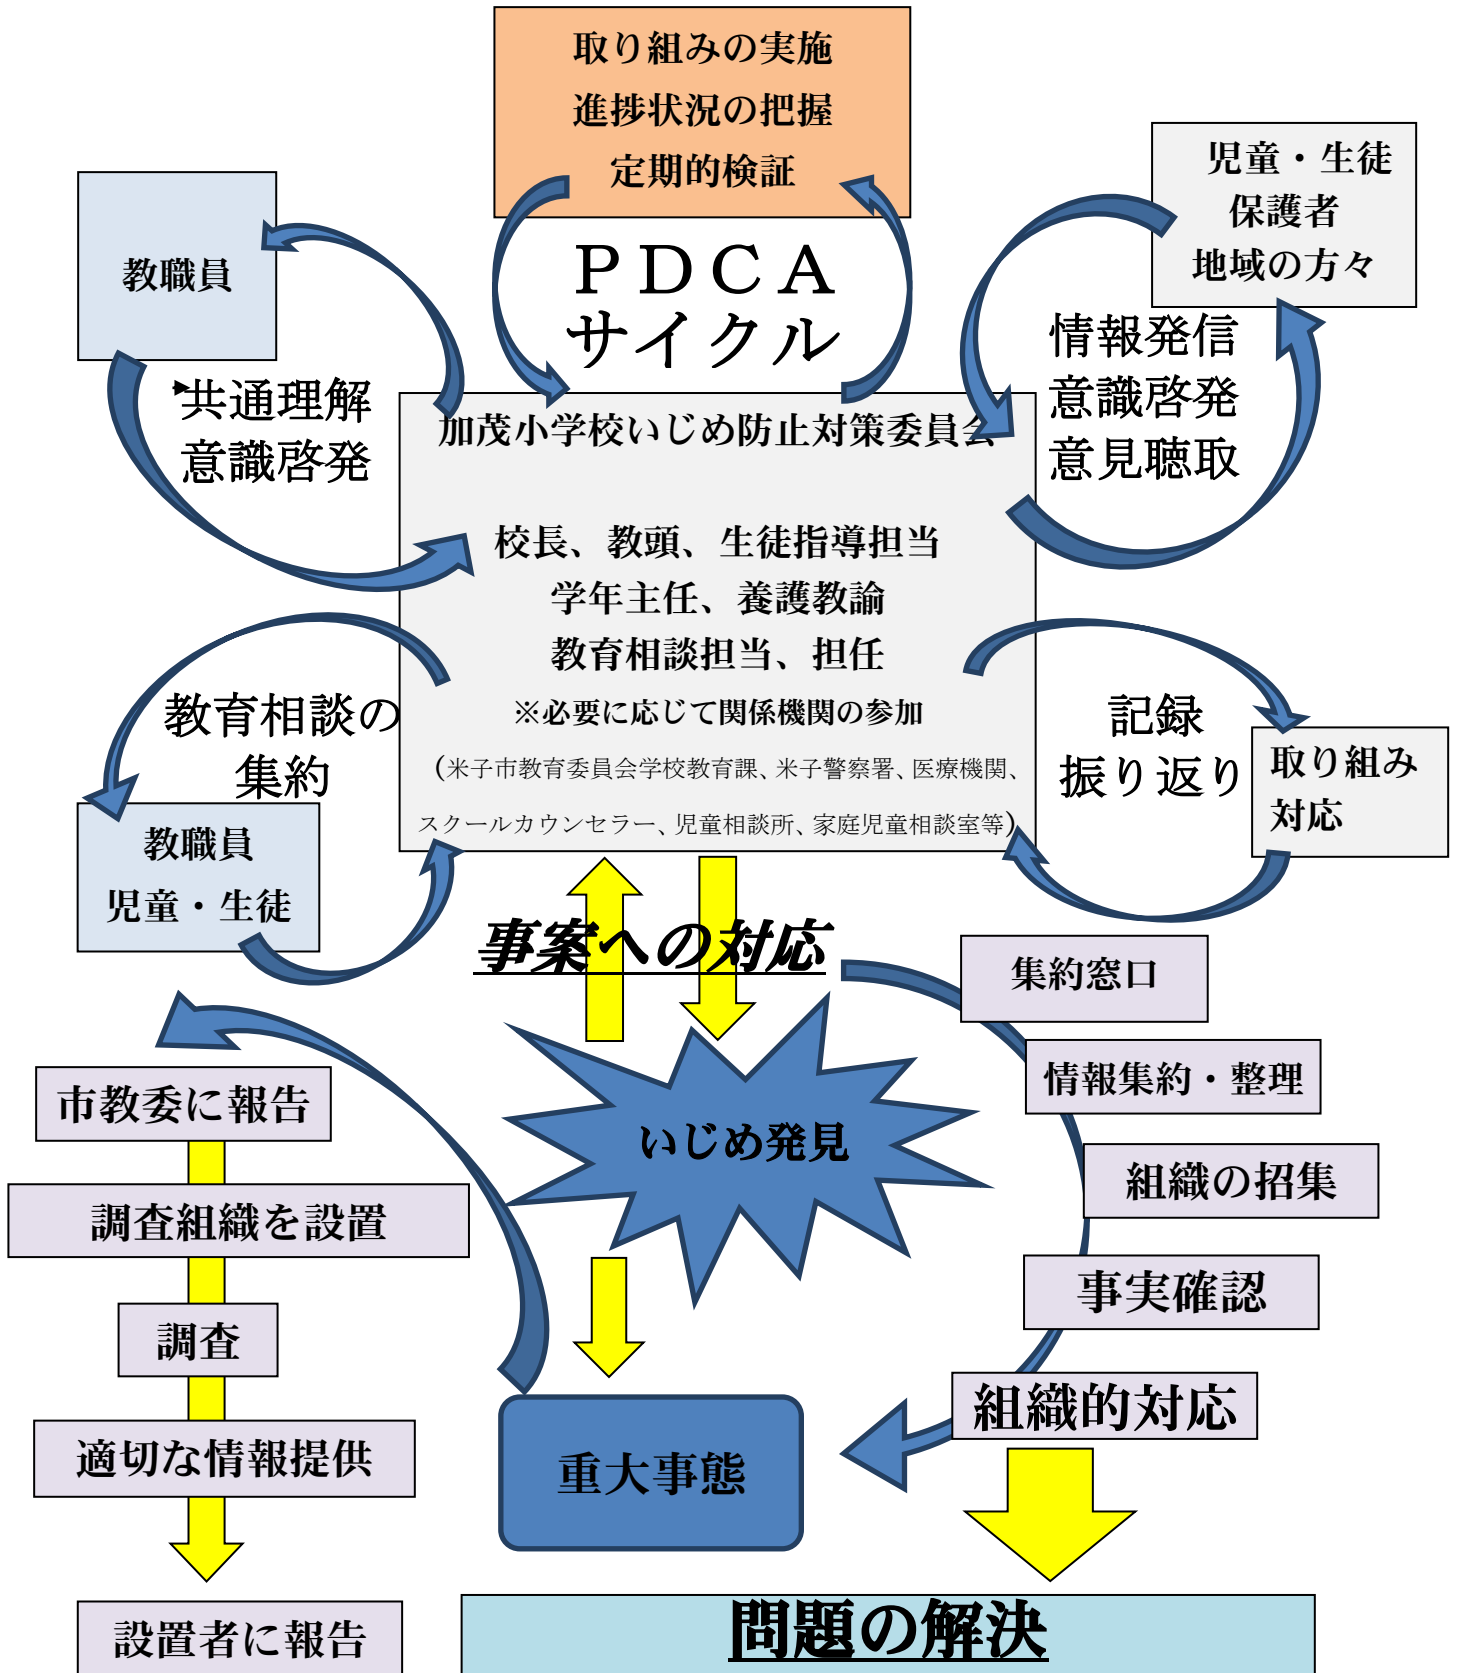 取り組みの実施
進捗状況の把握
定期的検証
児童・生徒
保護者
地域の方々
教職員
PDCA
サイクル
情報発信
意識啓発
意見聴取
共通理解
意識啓発
加茂小学校いじめ防止対策委員会
校長、教頭、生徒指導担当
学年主任、養護教諭
教育相談担当、担任
※必要に応じて関係機関の参加
(米子市教育委員会学校教育課、米子警察署、医療機関、
スクールカウンセラー、児童相談所、家庭児童相談室等)
教育相談の
集約
記録
振り返り
取り組み
対応
教職員
児童・生徒
事案への対応
集約窓口
情報集約・整理
いじめ発見
組織の招集
事実確認
組織的対応
市教委に報告
調査組織を設置
調査
適切な情報提供
重大事態
設置者に報告
問題の解決